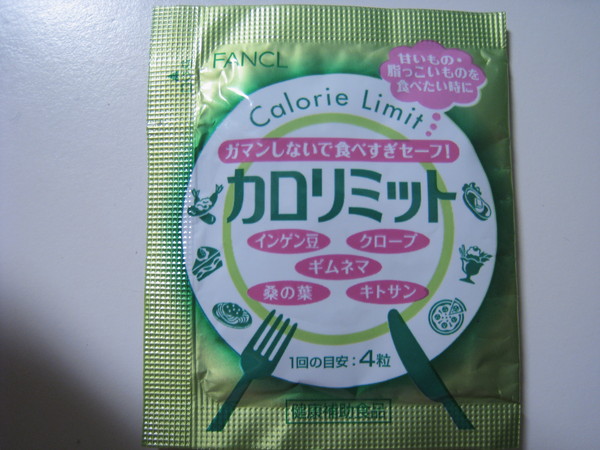 FANCL
甘いもの・
脂っこいものを
食べたい時に
Calorie Limit
ガマンしないで食べすぎセーフ!
カロリミット
インゲン豆 クローブ
ギムネマ
桑の葉 キトサン
1回の目安:4粒
健康補助食品